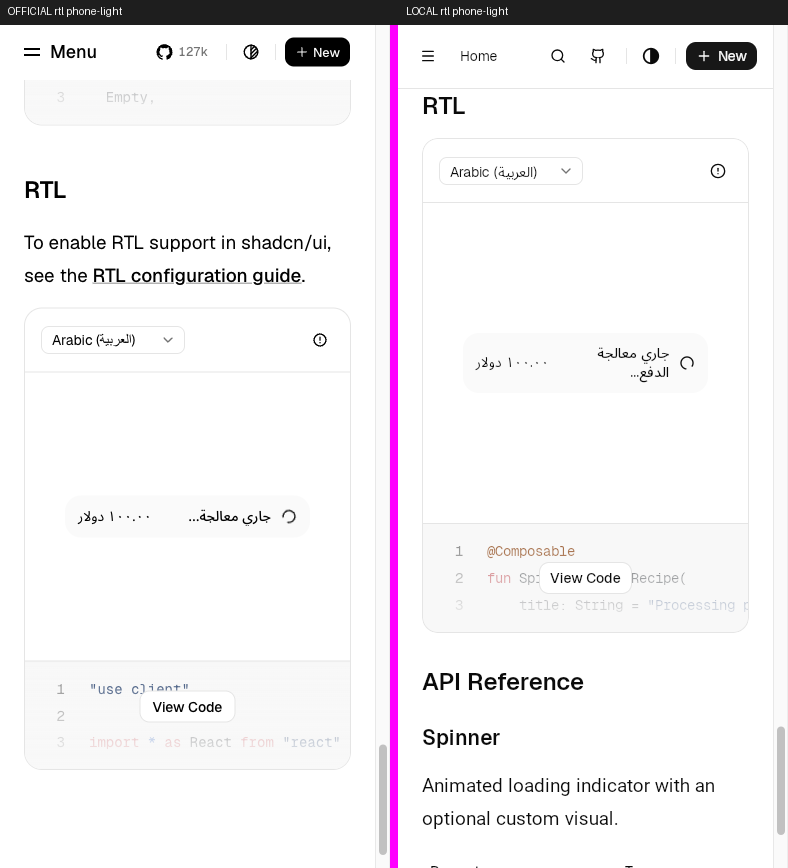 OFFICIAL rtl phone-light
Menu
127k
New
3 Empty,
RTL
To enable RTL support in shadcn/ui,
see the RTL configuration guide.
Arabic (العربية)
جاري معالجة...
١٠٠.٠٠ دولار
1 "use client"
2
View Code
3 import * as React from "react"
LOCAL rtl phone-light
Home
New
RTL
Arabic (العربية)
جاري معالجة
الدفع...
١٠٠.٠٠ دولار
1 @Composable
2 fun Spi
View Code
Recipe(
3 title: String = "Processing p
API Reference
Spinner
Animated loading indicator with an
optional custom visual.